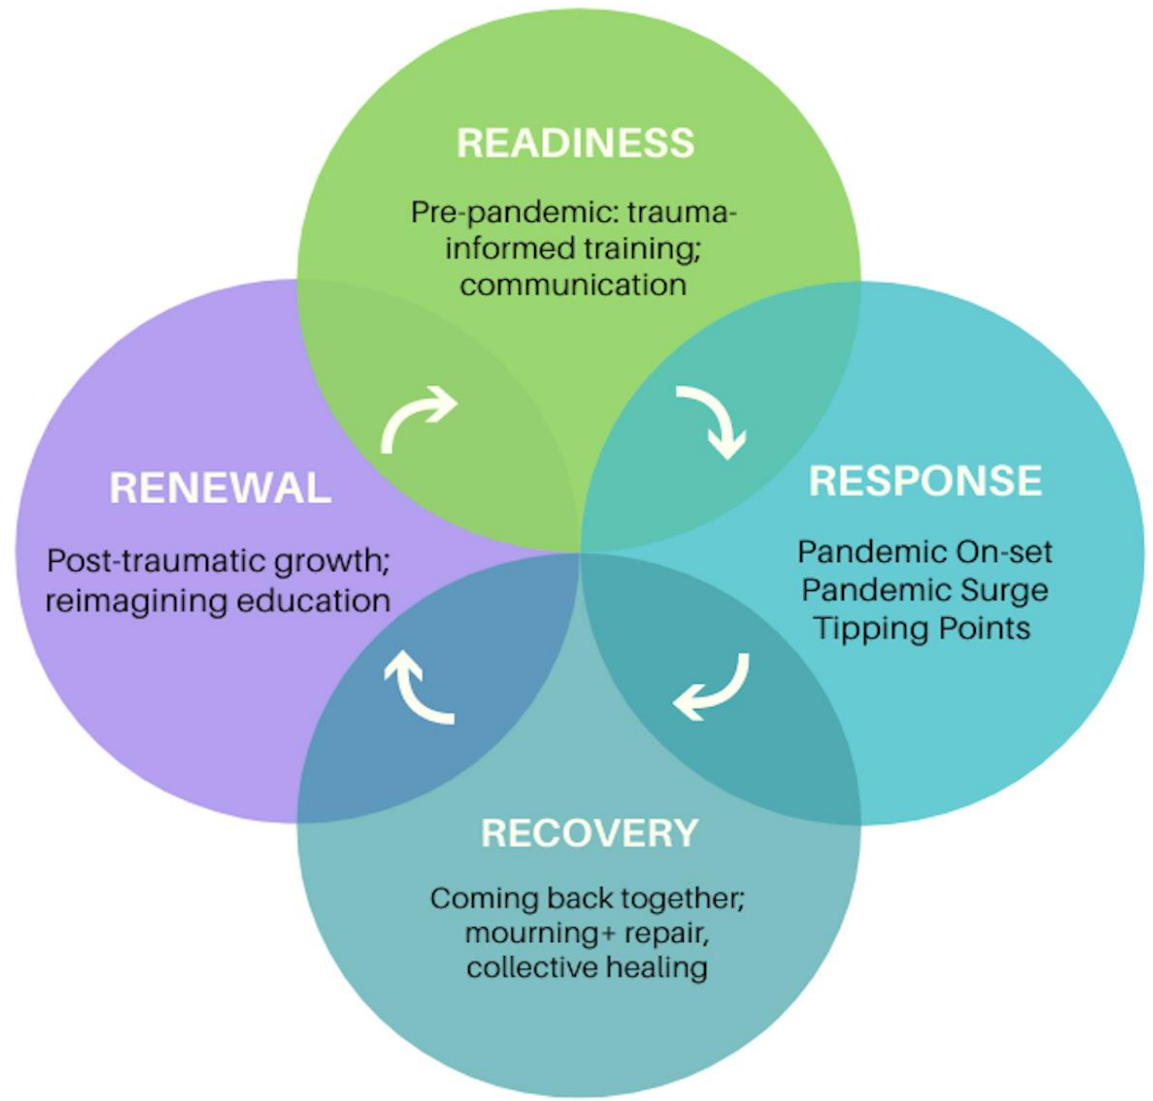 READINESS
Pre-pandemic: trauma-
informed training;
communication
RENEWAL
Post-traumatic growth;
reimagining education
RESPONSE
Pandemic On-set
Pandemic Surge
Tipping Points
RECOVERY
Coming back together;
mourning+ repair,
collective healing